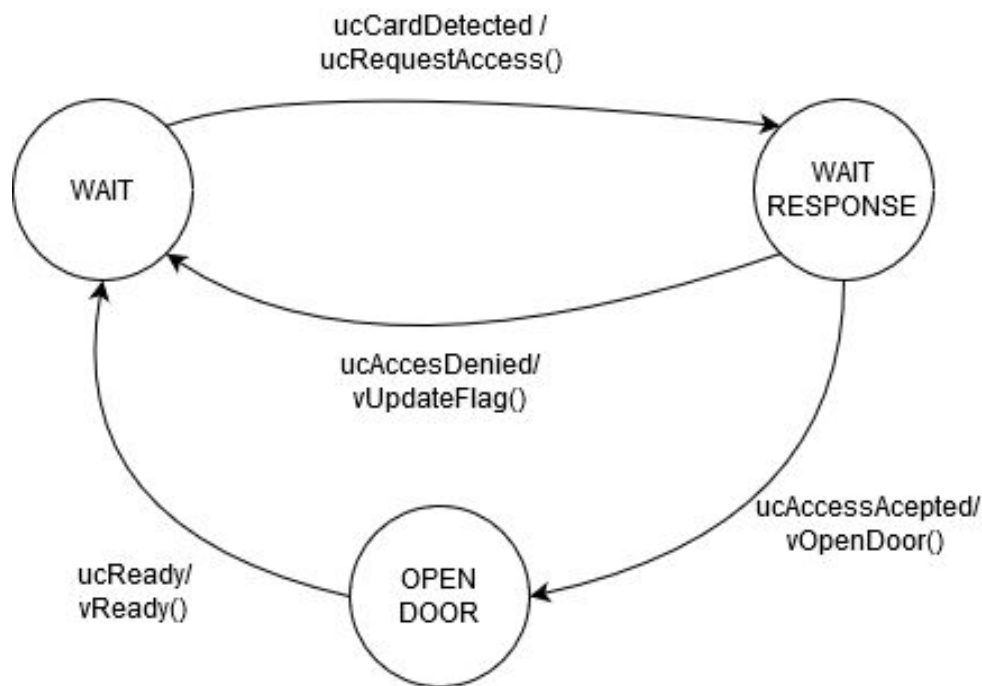 ucCardDetected /
ucRequestAccess()
WAIT
WAIT
RESPONSE
ucAccesDenied/
vUpdateFlag()
ucAccessAcepted/
vOpenDoor()
ucReady/
vReady()
OPEN
DOOR